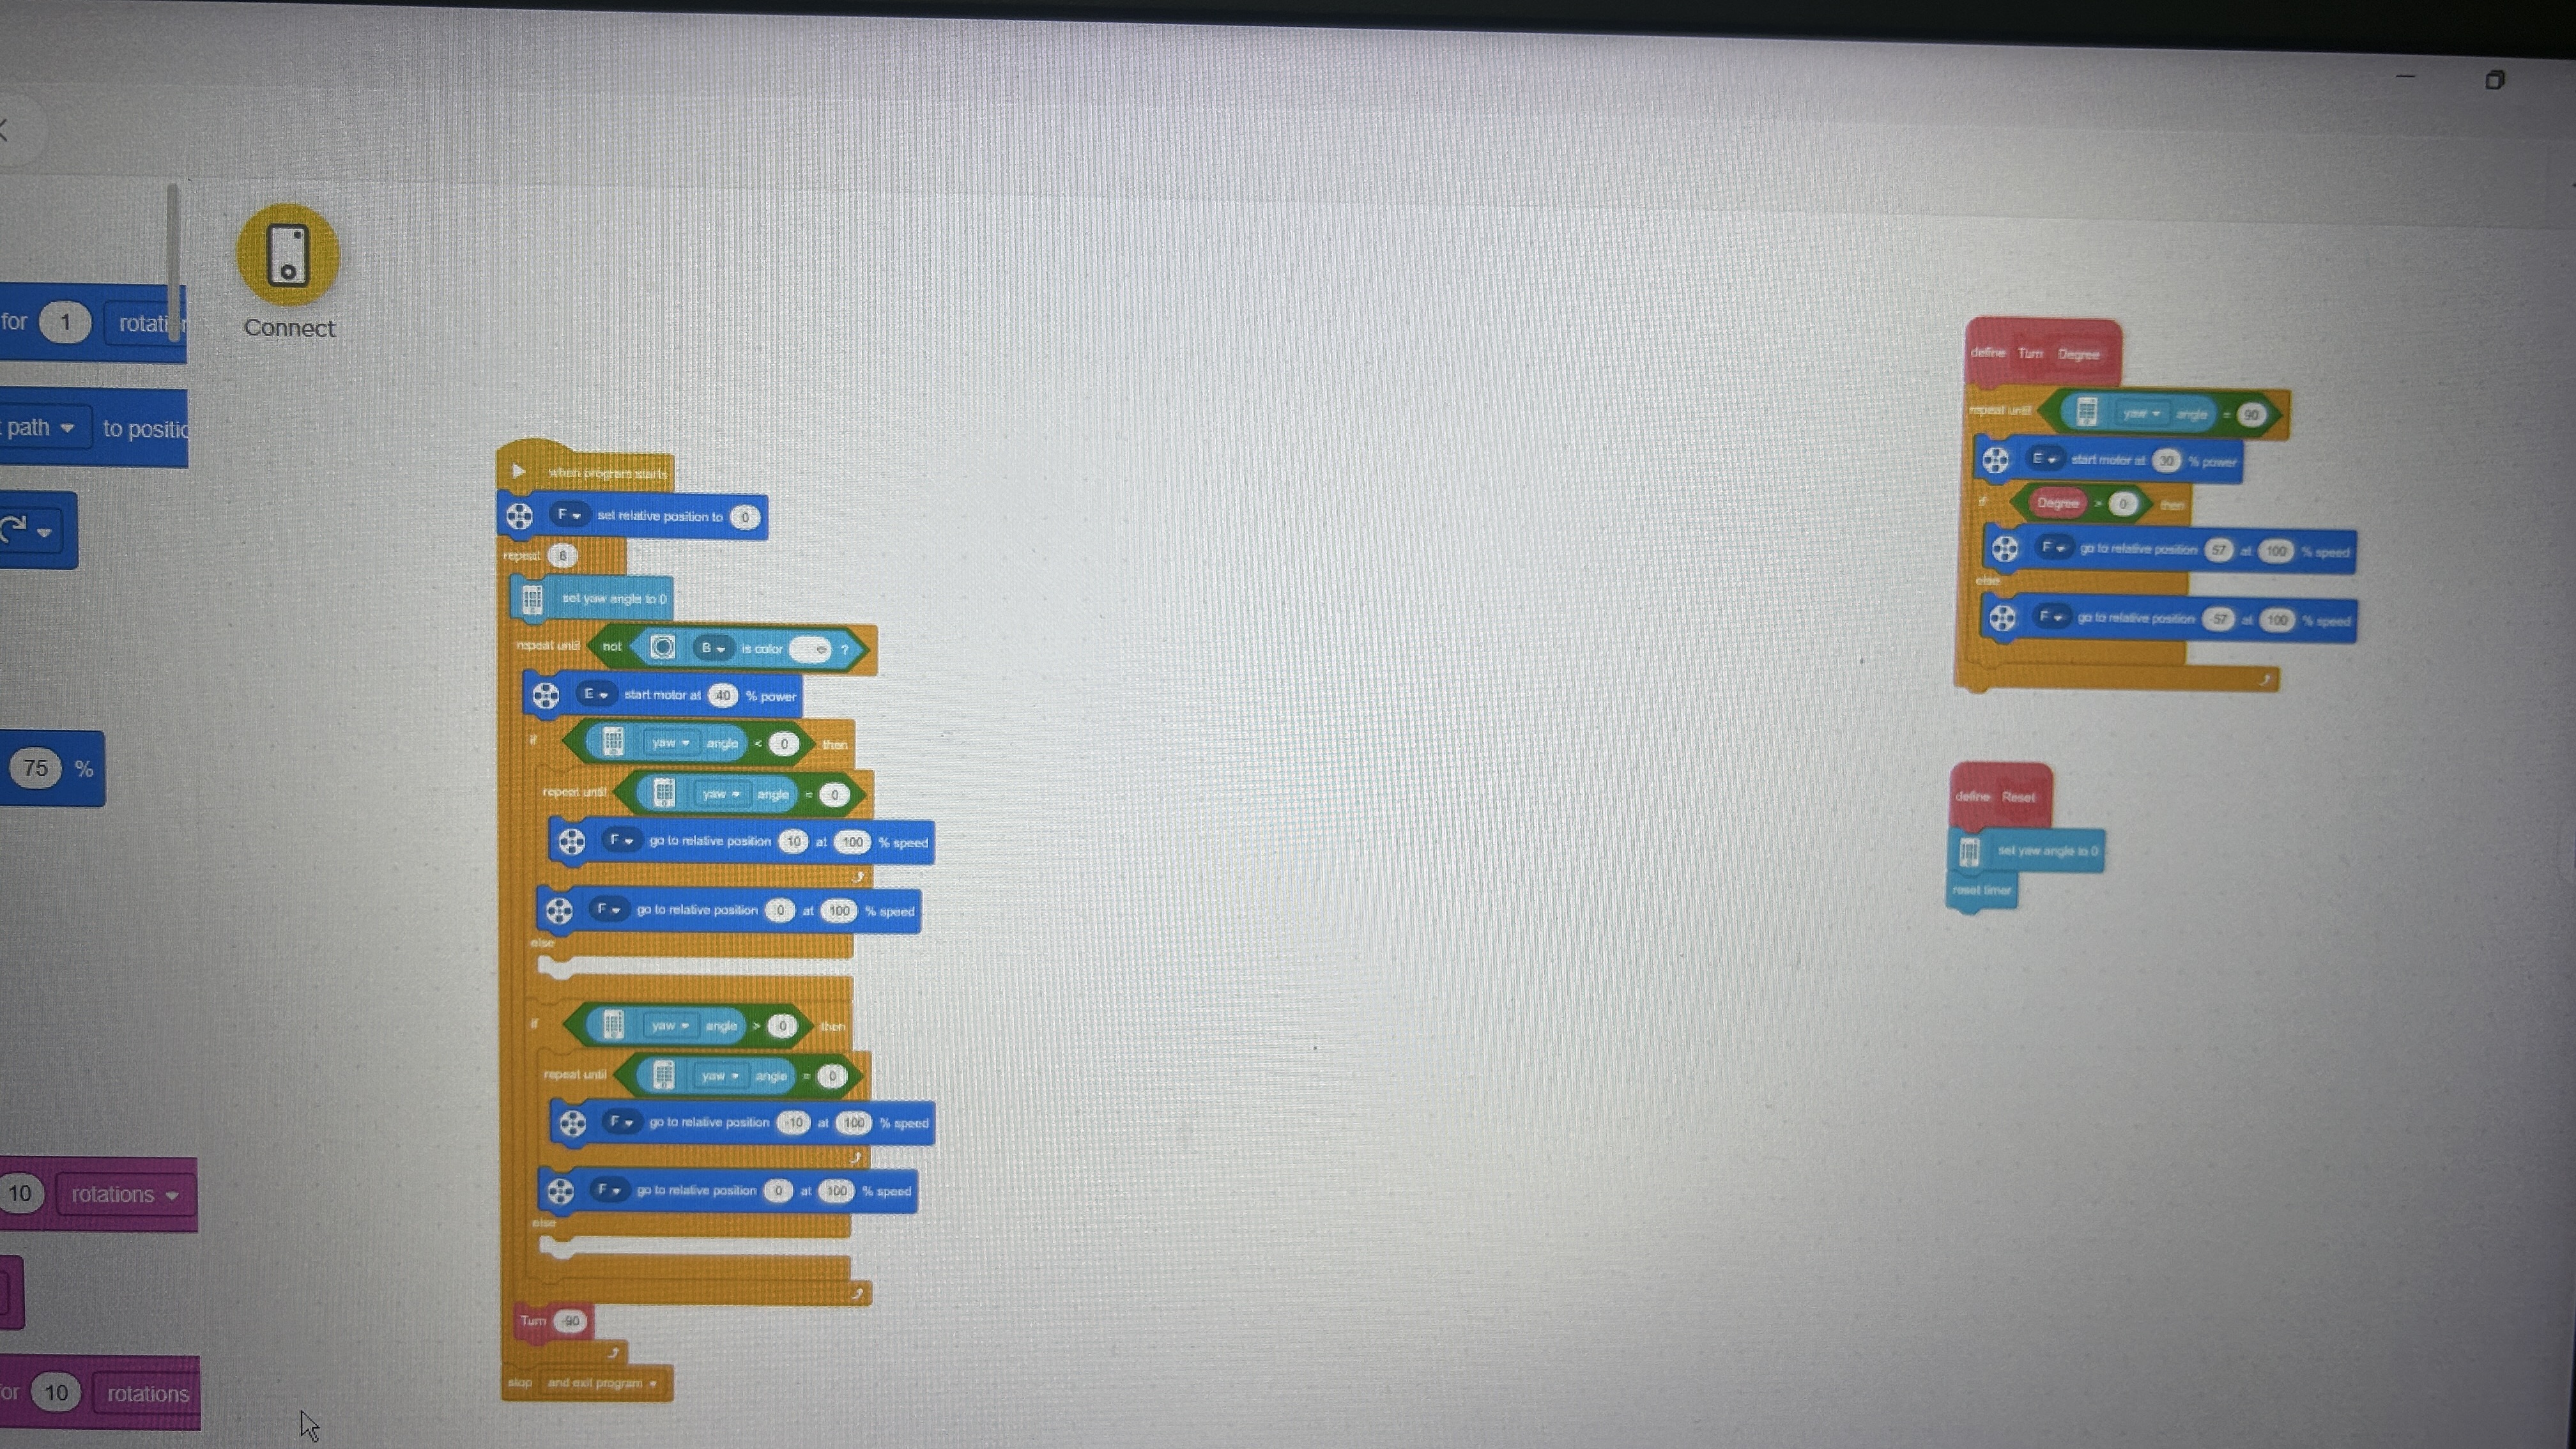 for 1 rotati
Connect
path to positio
75 %
10 rotations
or 10 rotations
when program starts
F set relative position to 0
repeat 8
set yaw angle to 0
repeat until not B is color ?
E start motor at 40 % power
if yaw angle < 0 then
repeat until yaw angle = 0
F go to relative position 10 at 100 % speed
F go to relative position 0 at 100 % speed
else
if yaw angle > 0 then
repeat until yaw angle = 0
F go to relative position -10 at 100 % speed
F go to relative position 0 at 100 % speed
else
Turn -90
stop and exit program
define Turn Degree
repeat until yaw angle = 90
E start motor at 30 % power
if Degree > 0 then
F go to relative position 57 at 100 % speed
else
F go to relative position -57 at 100 % speed
define Reset
set yaw angle to 0
reset timer